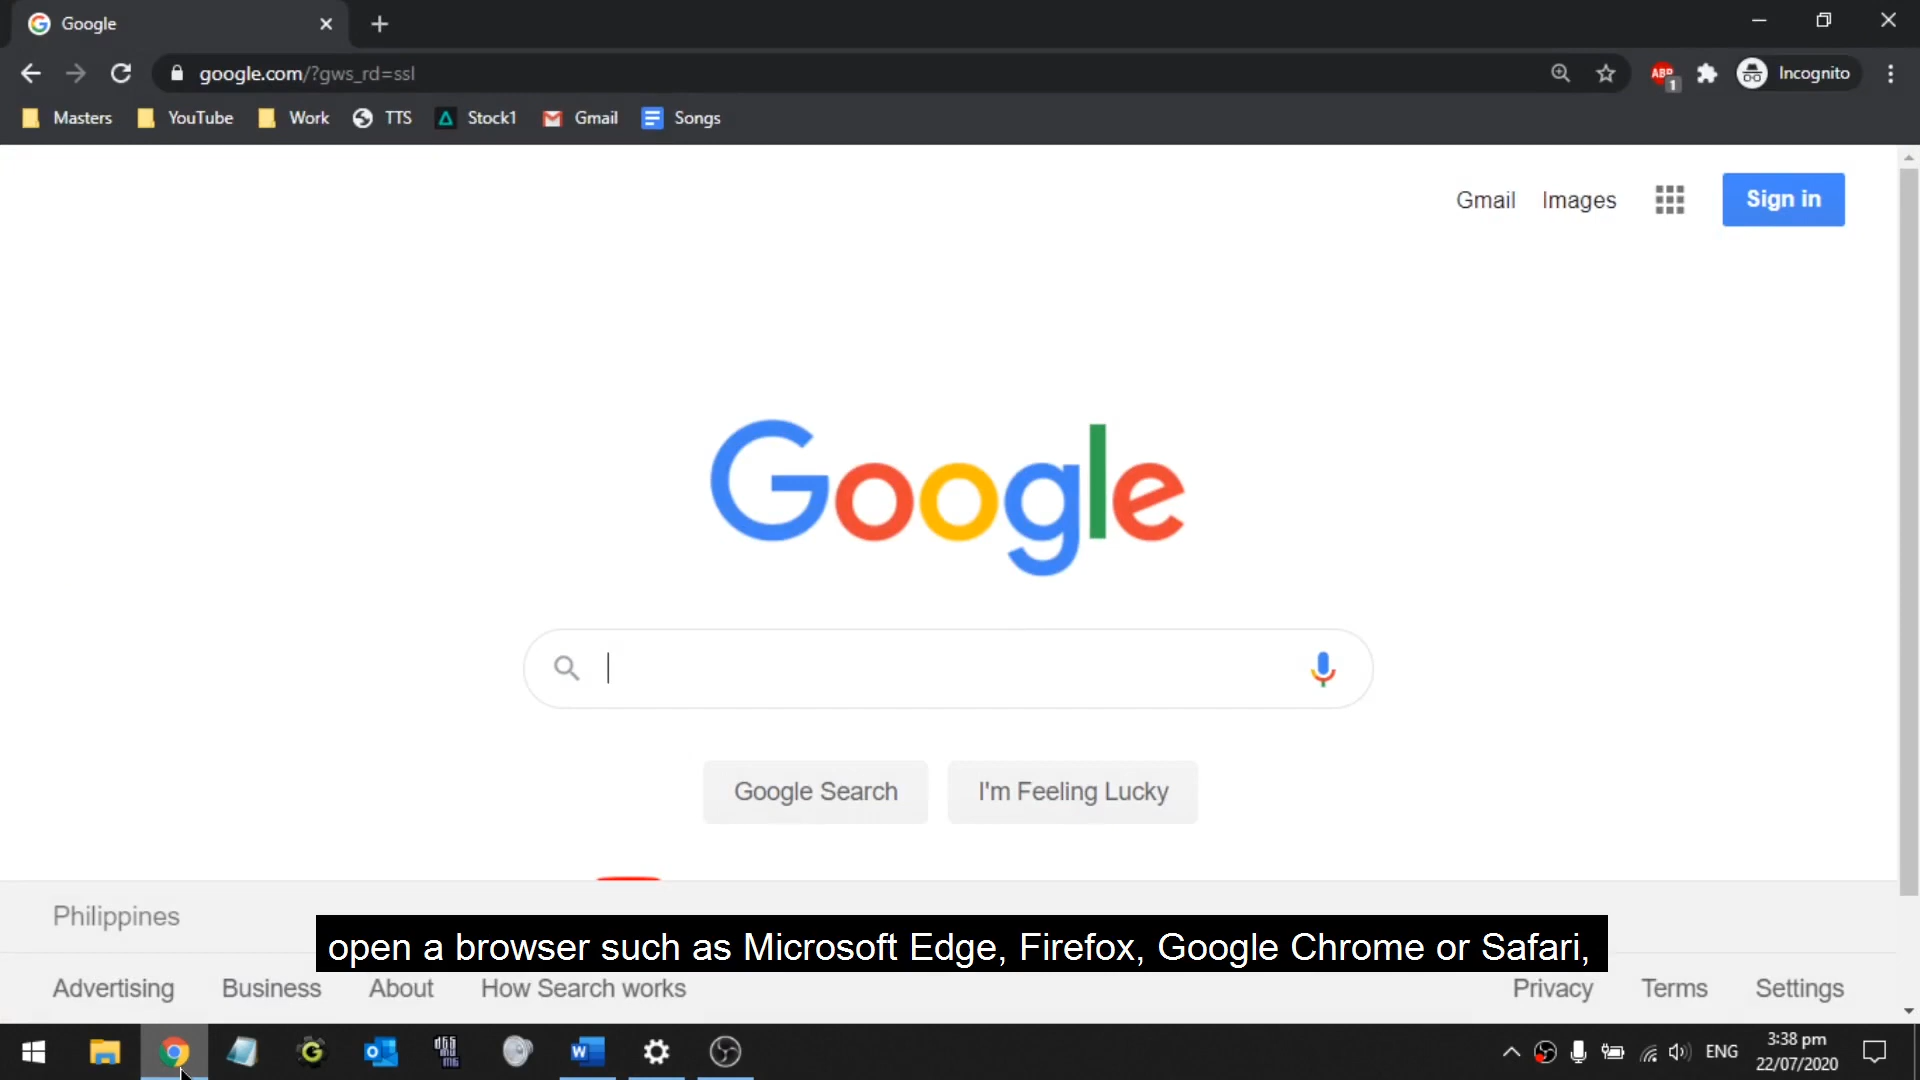 Google
google.com/?gws_rd=ssl
ABP
1
Incognito
Masters
YouTube
Work
TTS
Stock1
Gmail
Songs
Gmail
Images
Sign in
Google
Google Search
I'm Feeling Lucky
Philippines
open a browser such as Microsoft Edge, Firefox, Google Chrome or Safari,
Advertising
Business
About
How Search works
Privacy
Terms
Settings
ENG
3:38 pm
22/07/2020